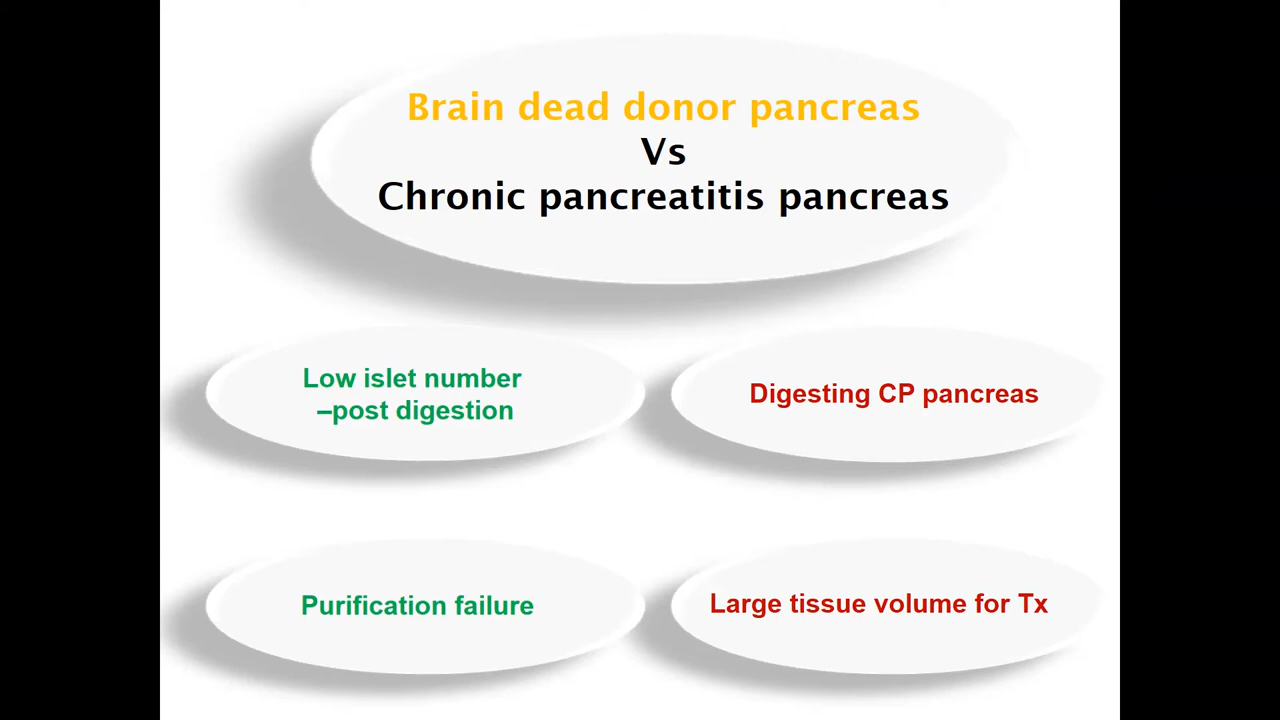 Brain dead donor pancreas
Vs
Chronic pancreatitis pancreas
Low islet number
–post digestion
Digesting CP pancreas
Purification failure
Large tissue volume for Tx